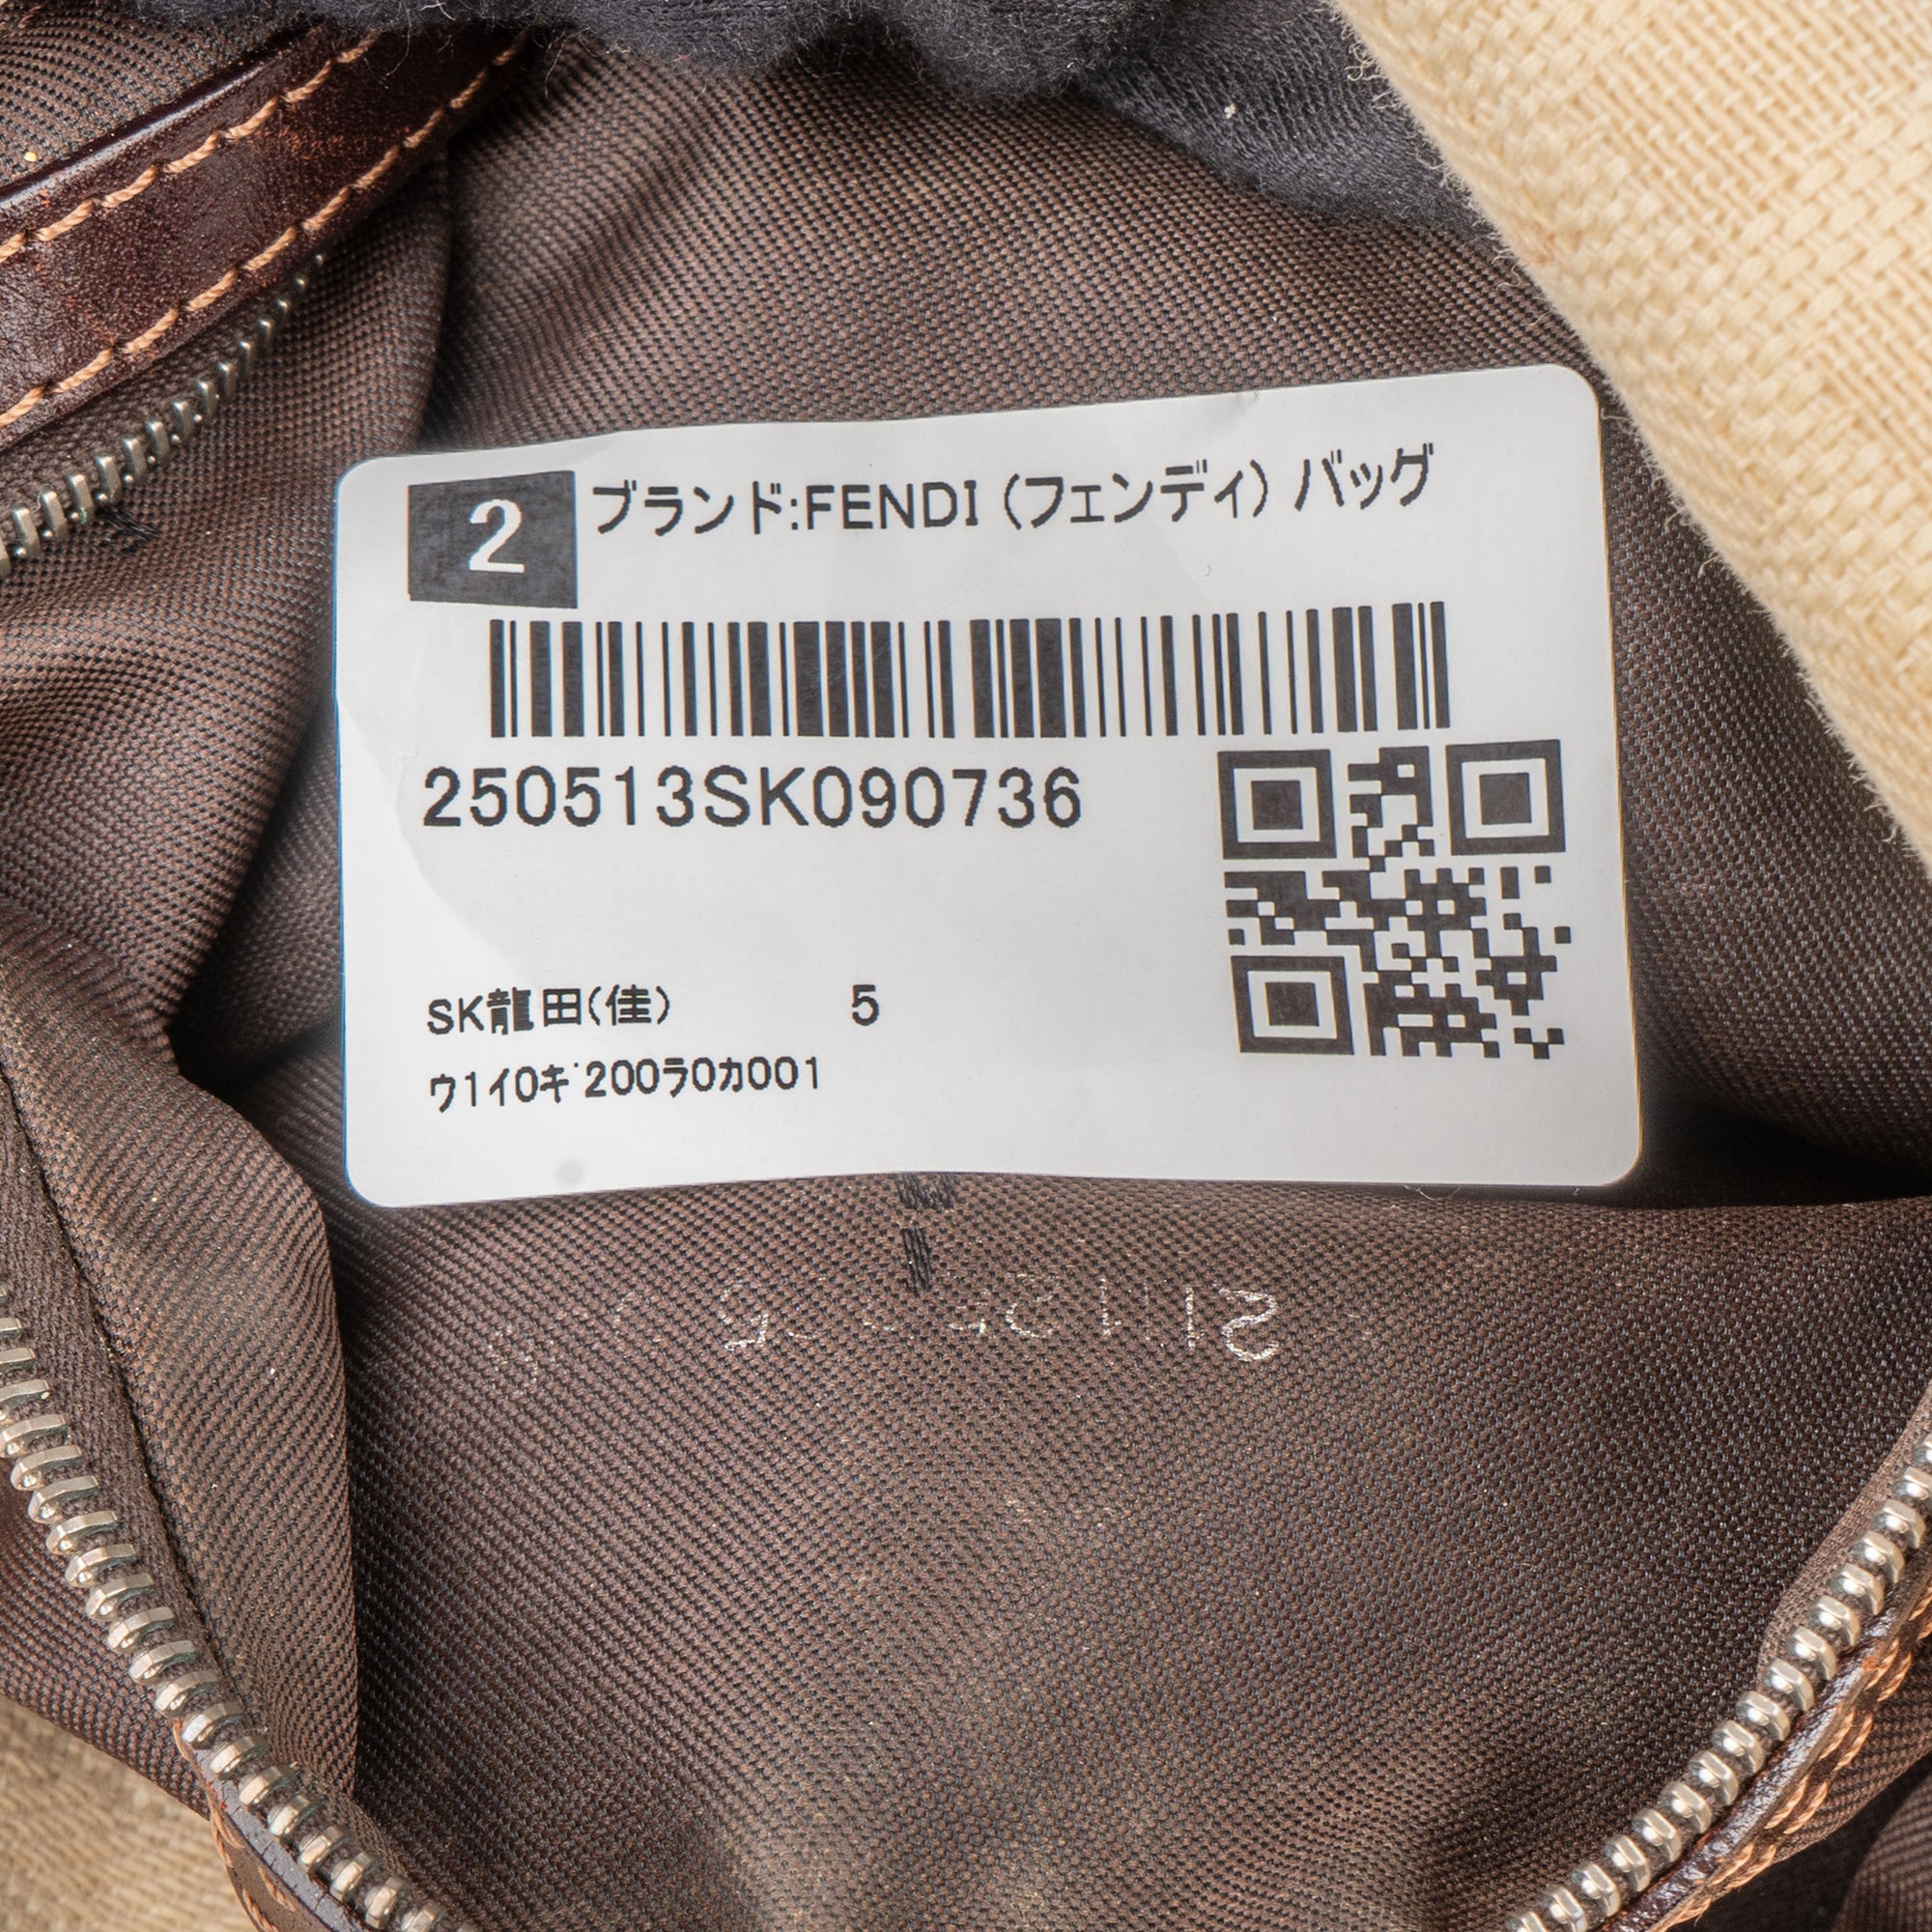 2 ブランド:FENDI (フェンディ) バッグ
250513SK090736
SK龍田(佳) 5
ウ1イ0キ゛200ラ0カ001